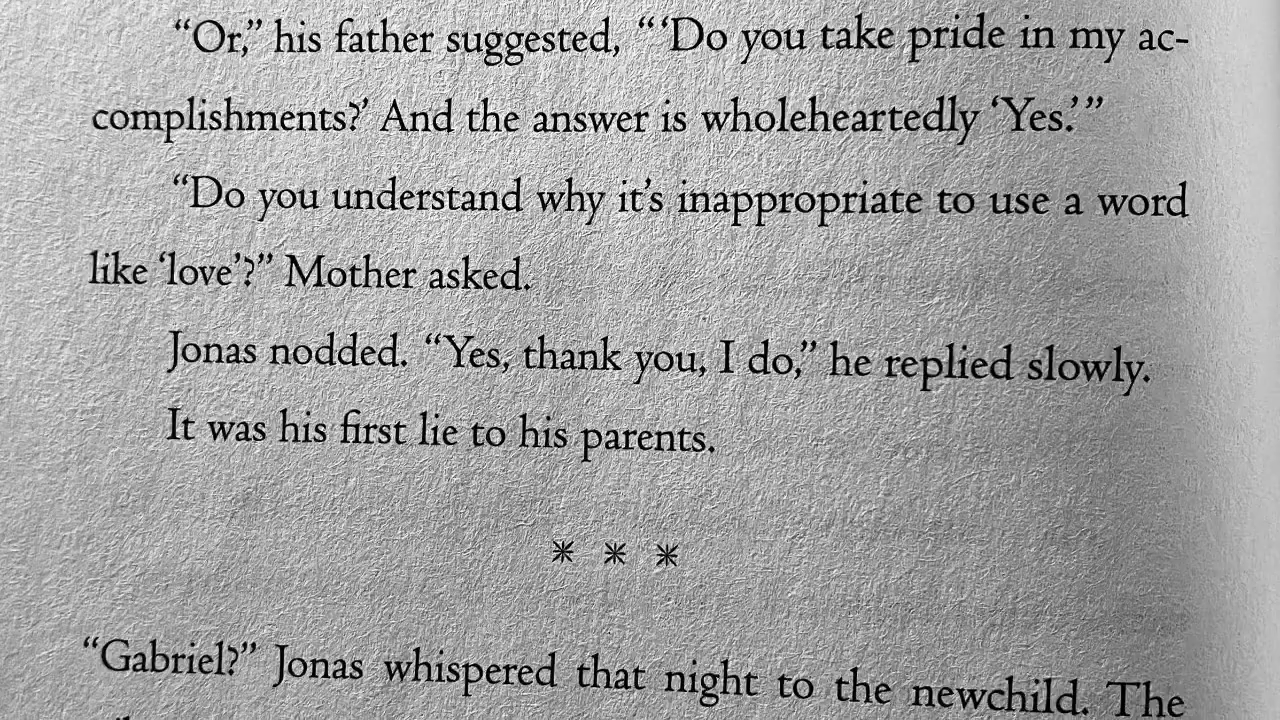 “Or,” his father suggested, “‘Do you take pride in my ac-
complishments?’ And the answer is wholeheartedly ‘Yes.’”
“Do you understand why it’s inappropriate to use a word
like ‘love’?” Mother asked.
Jonas nodded. “Yes, thank you, I do,” he replied slowly.
It was his first lie to his parents.
* * *
“Gabriel?” Jonas whispered that night to the newchild. The